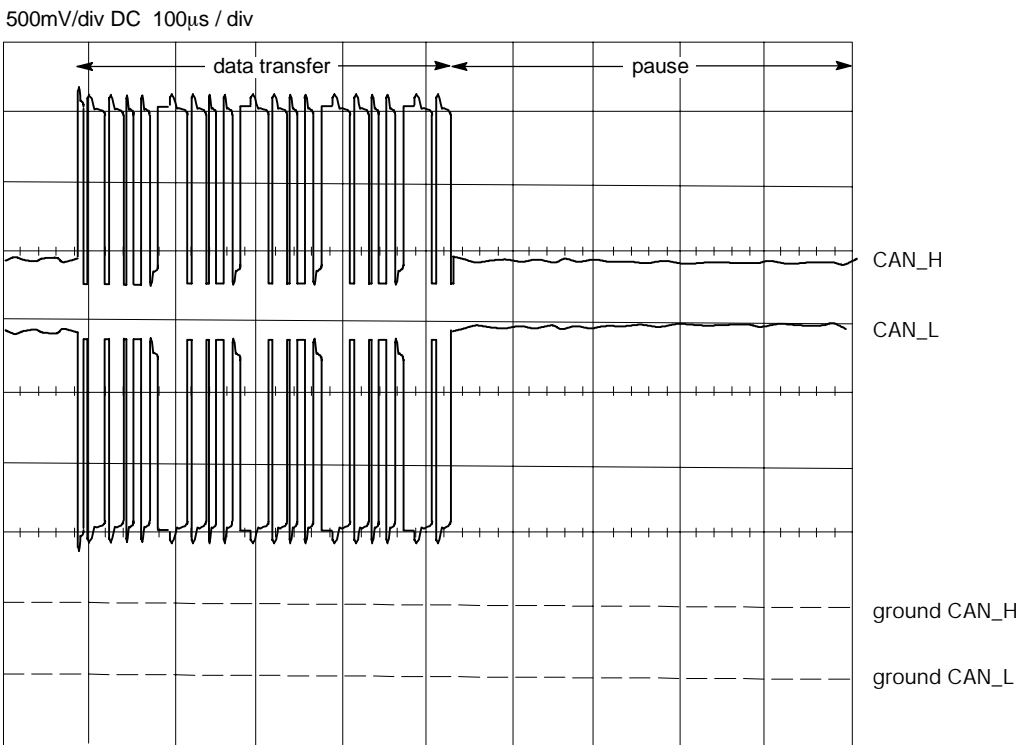 500mV/div DC 100µs / div
data transfer
pause
CAN_H
CAN_L
ground CAN_H
ground CAN_L